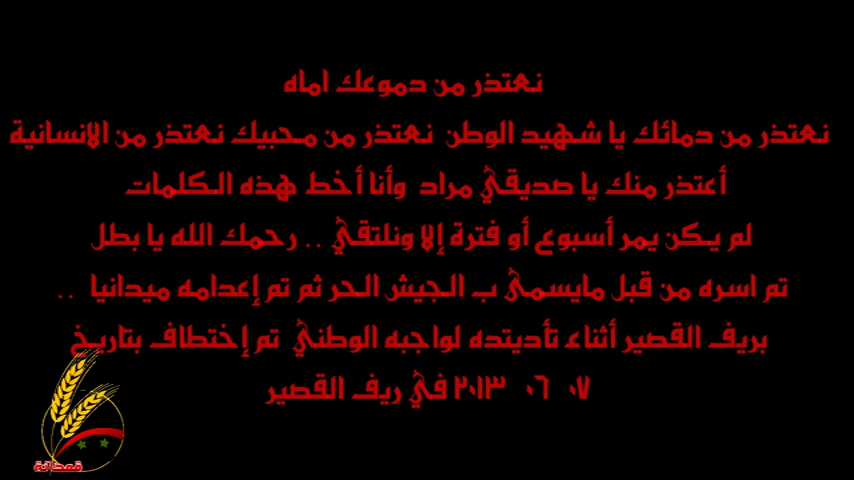 نعتذر من دموعك اماه
نعتذر من دمائك يا شهيد الوطن نعتذر من محبيك نعتذر من الانسانية
أعتذر منك يا صديقي مراد وأنا أخط هذه الكلمات
لم يكن يمر أسبوع أو فترة إلا ونلتقي .. رحمك الله يا بطل
تم اسره من قبل مايسمى ب الجيش الحر ثم تم إعدامه ميدانيا ..
بريف القصير أثناء تأديتده لواجبه الوطني تم إختطاف بتاريخ
٠٧ ٠٦ ٢٠١٣ في ريف القصير
قمحانة